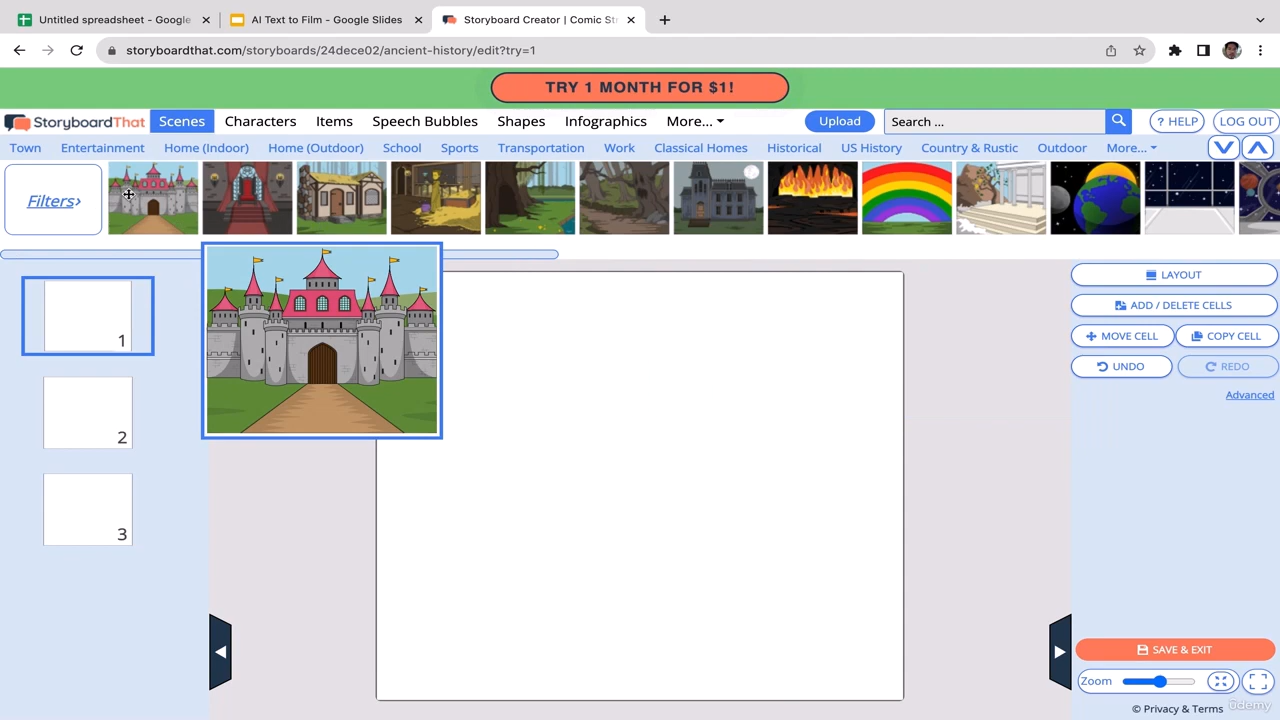 Untitled spreadsheet - Google
AI Text to Film - Google Slides
Storyboard Creator | Comic St
storyboardthat.com/storyboards/24dece02/ancient-history/edit?try=1
TRY 1 MONTH FOR $1!
StoryboardThat
Scenes
Characters
Items
Speech Bubbles
Shapes
Infographics
More...
Upload
Search ...
? HELP
LOG OUT
Town
Entertainment
Home (Indoor)
Home (Outdoor)
School
Sports
Transportation
Work
Classical Homes
Historical
US History
Country & Rustic
Outdoor
More...
Filters›
1
2
3
LAYOUT
ADD / DELETE CELLS
MOVE CELL
COPY CELL
UNDO
REDO
Advanced
SAVE & EXIT
Zoom
© Privacy & Terms
ûdemy